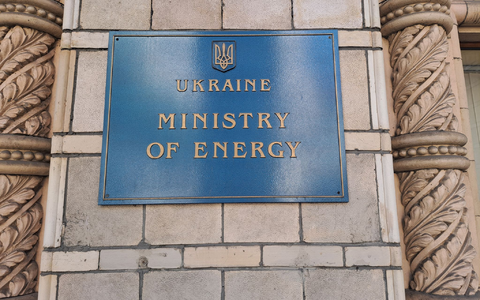 UKRAINE
MINISTRY
OF ENERGY